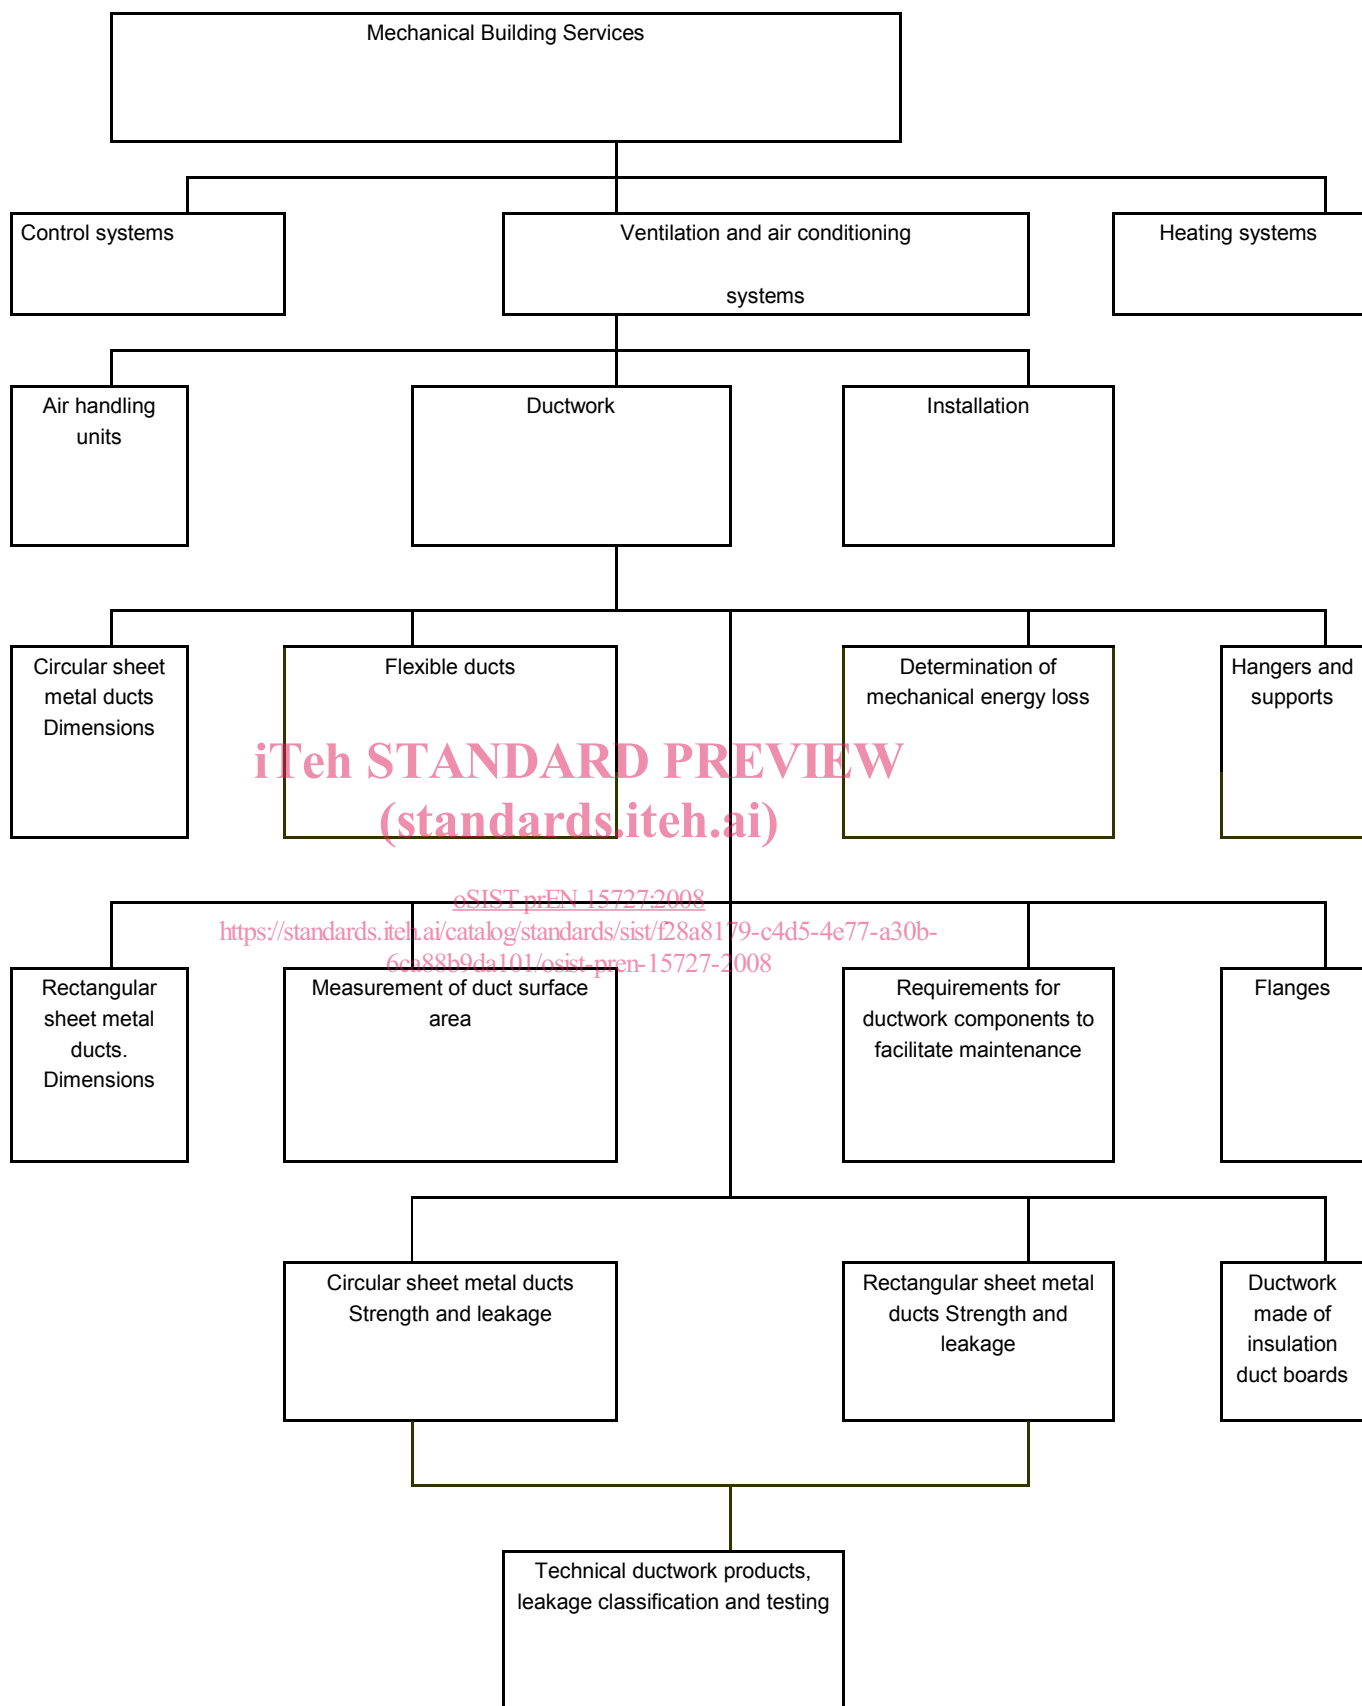 Mechanical Building Services
Control systems
Ventilation and air conditioning
systems
Heating systems
Air handling
units
Ductwork
Installation
Circular sheet
metal ducts
Dimensions
Flexible ducts
Determination of
mechanical energy loss
Hangers and
supports
iTeh STANDARD PREVIEW
(standards.iteh.ai)
oSIST prEN 15727:2008
https://standards.iteh.ai/catalog/standards/sist/f28a8179-c4d5-4e77-a30b-
6ca88b9da101/osist-pren-15727-2008
Rectangular
sheet metal
ducts.
Dimensions
Measurement of duct surface
area
Requirements for
ductwork components to
facilitate maintenance
Flanges
Circular sheet metal ducts
Strength and leakage
Rectangular sheet metal
ducts Strength and
leakage
Ductwork
made of
insulation
duct boards
Technical ductwork products,
leakage classification and testing